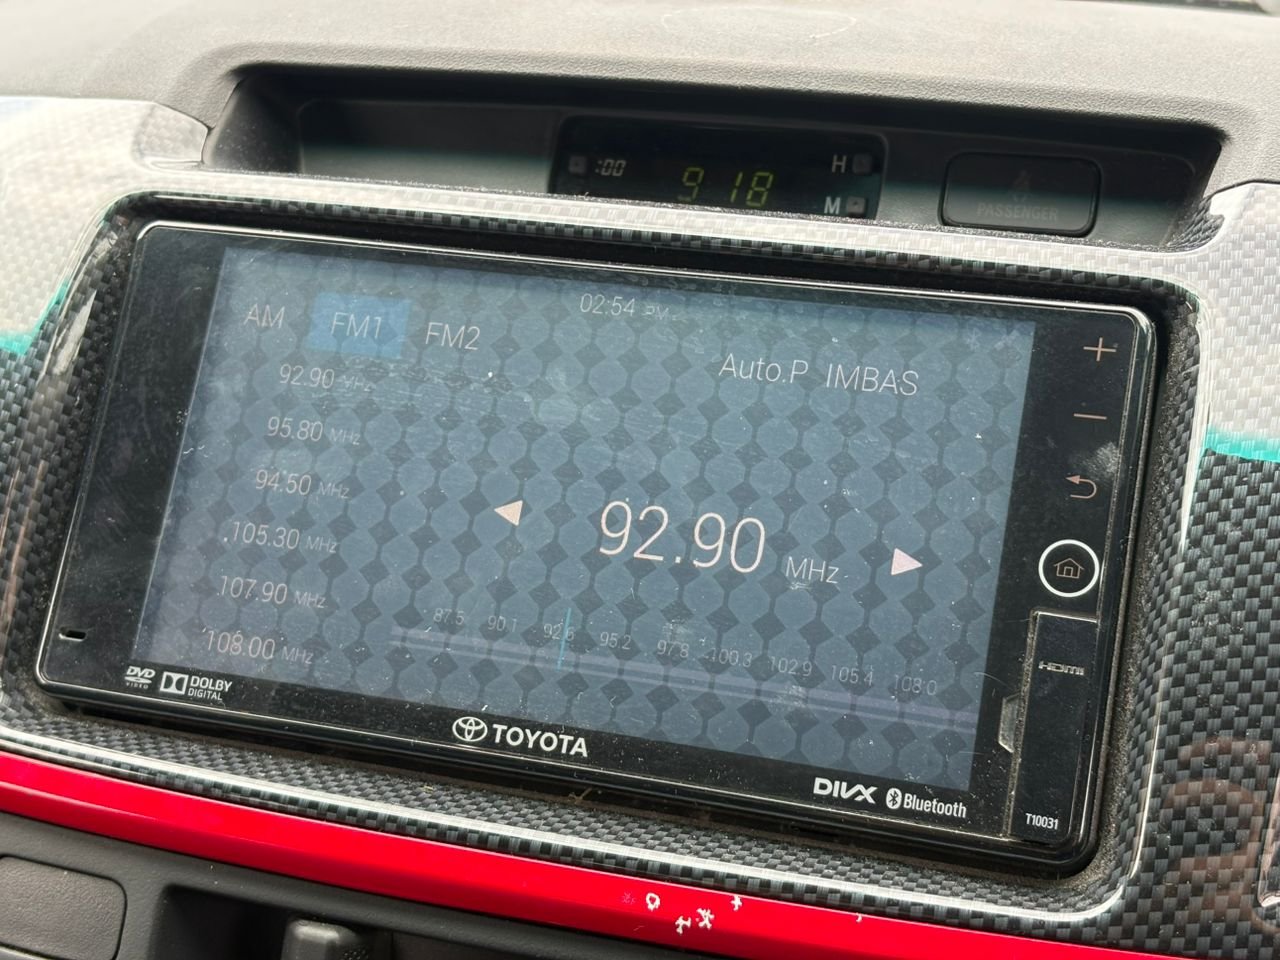 :00
9 18
H
M
PASSENGER
02:54 PM
AM FM1 FM2
Auto.P IMBAS
92.90 MHz
95.80 MHz
94.50 MHz
105.30 MHz
107.90 MHz
108.00 MHz
92.90 MHz
87.5 90.1 92.6 95.2 97.8 100.3 102.9 105.4 108.0
HDMI
DVD VIDEO
DOLBY DIGITAL
TOYOTA
DIVX
Bluetooth
T10031